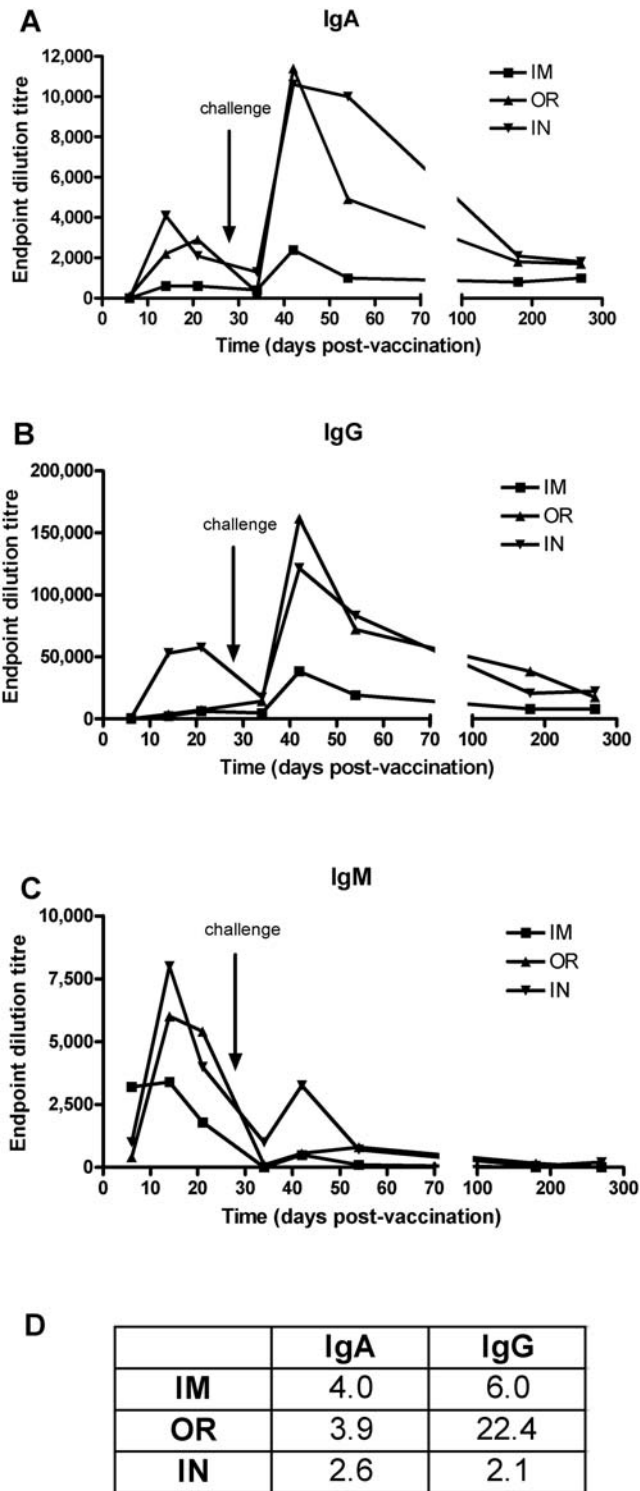 A
IgA
12,000
10,000
8,000
6,000
4,000
2,000
0
Endpoint dilution titre
challenge
IM
OR
IN
0 10 20 30 40 50 60 70 100 200 300
Time (days post-vaccination)
B
IgG
200,000
150,000
100,000
50,000
0
Endpoint dilution titre
challenge
IM
OR
IN
0 10 20 30 40 50 60 70 100 200 300
Time (days post-vaccination)
C
IgM
10,000
7,500
5,000
2,500
0
Endpoint dilution titre
challenge
IM
OR
IN
0 10 20 30 40 50 60 70 100 200 300
Time (days post-vaccination)
D
IgA IgG
IM 4.0 6.0
OR 3.9 22.4
IN 2.6 2.1